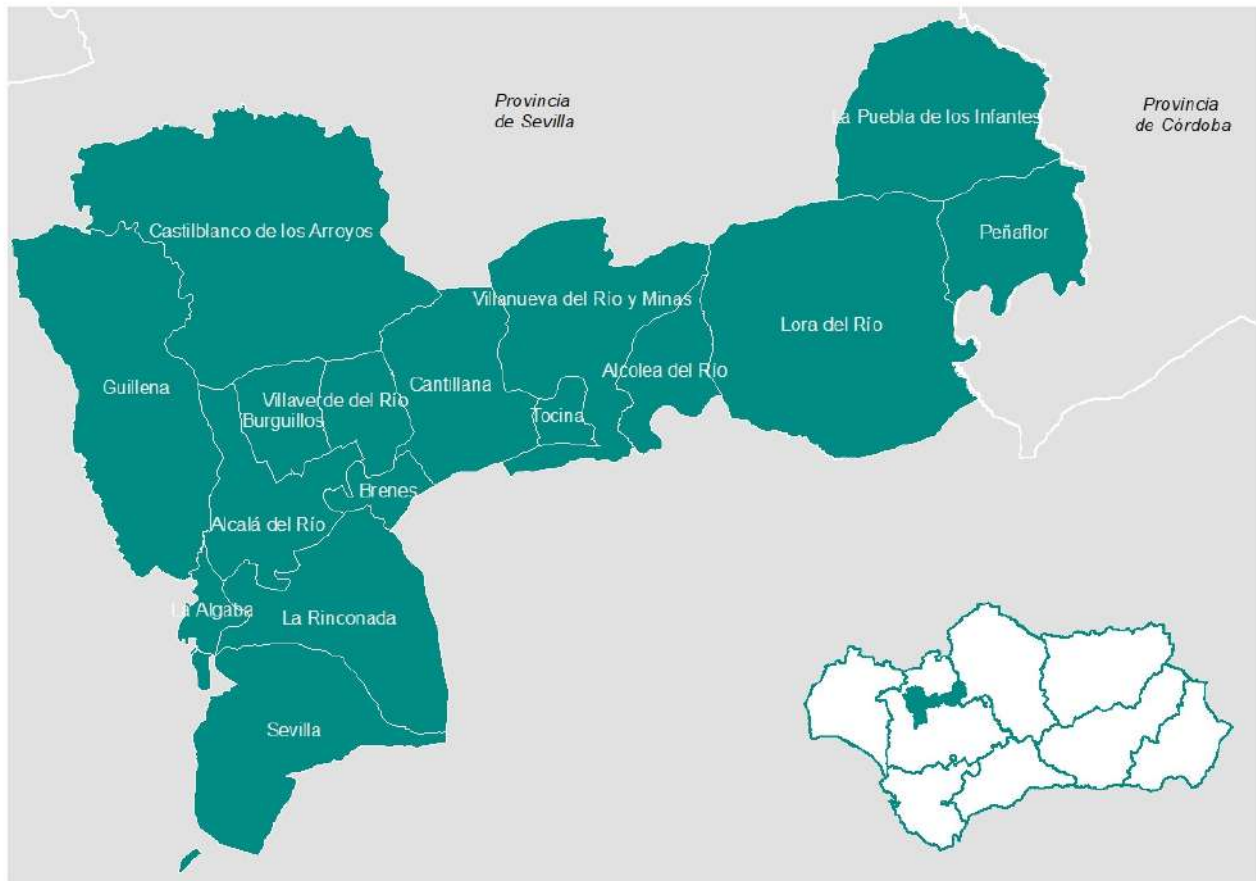 Provincia
de Sevilla
Provincia
de Córdoba
La Puebla de los Infantes
Castilblanco de los Arroyos
Peñaflor
Villanueva del Río y Minas
Lora del Río
Guillena
Cantillana
Alcolea del Río
Villaverde del Río
Burguillos
Tocina
Brenes
Alcalá del Río
La Algaba
La Rinconada
Sevilla